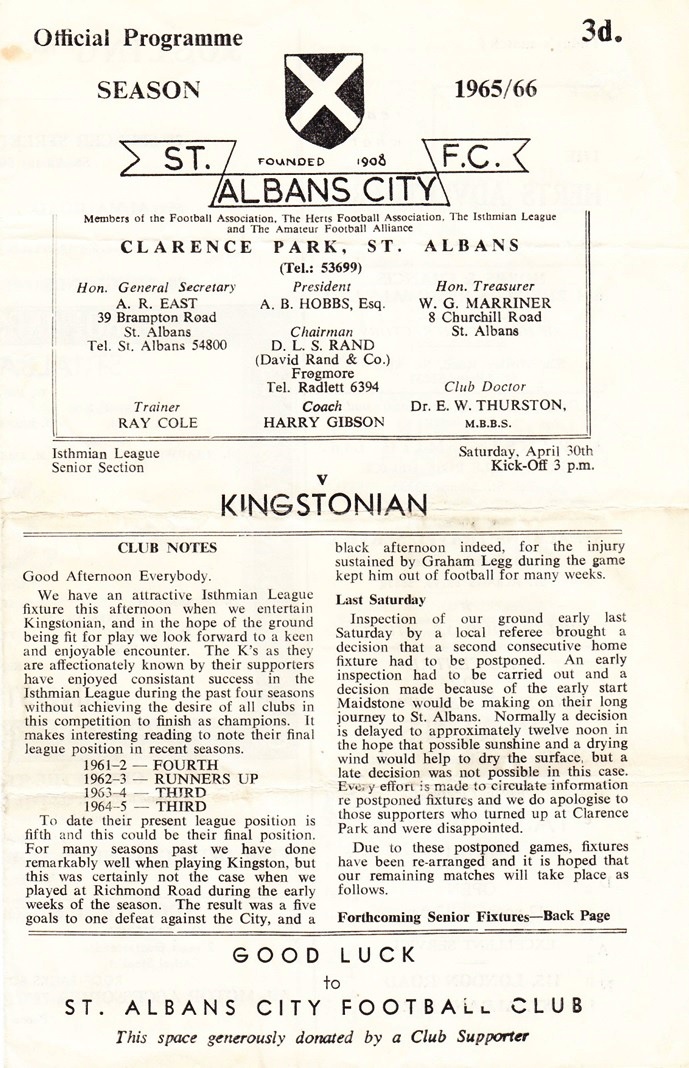 Official Programme
3d.
SEASON
1965/66
ST.
FOUNDED 1908
F.C.
ALBANS CITY
Members of the Football Association, The Herts Football Association, The Isthmian League
and The Amateur Football Alliance
CLARENCE PARK, ST. ALBANS
(Tel.: 53699)
Hon. General Secretary
A. R. EAST
39 Brampton Road
St. Albans
Tel. St. Albans 54800
President
A. B. HOBBS, Esq.
Chairman
D. L. S. RAND
(David Rand & Co.)
Frogmore
Tel. Radlett 6394
Hon. Treasurer
W. G. MARRINER
8 Churchill Road
St. Albans
Trainer
RAY COLE
Coach
HARRY GIBSON
Club Doctor
Dr. E. W. THURSTON,
M.B.B.S.
Isthmian League
Senior Section
Saturday, April 30th
Kick-Off 3 p.m.
v
KINGSTONIAN
CLUB NOTES
Good Afternoon Everybody.
We have an attractive Isthmian League
fixture this afternoon when we entertain
Kingstonian, and in the hope of the ground
being fit for play we look forward to a keen
and enjoyable encounter. The K's as they
are affectionately known by their supporters
have enjoyed consistant success in the
Isthmian League during the past four seasons
without achieving the desire of all clubs in
this competition to finish as champions. It
makes interesting reading to note their final
league position in recent seasons.
1961-2 — FOURTH
1962-3 — RUNNERS UP
1963-4 — THIRD
1964-5 — THIRD
To date their present league position is
fifth and this could be their final position.
For many seasons past we have done
remarkably well when playing Kingston, but
this was certainly not the case when we
played at Richmond Road during the early
weeks of the season. The result was a five
goals to one defeat against the City, and a
black afternoon indeed, for the injury
sustained by Graham Legg during the game
kept him out of football for many weeks.
Last Saturday
Inspection of our ground early last
Saturday by a local referee brought a
decision that a second consecutive home
fixture had to be postponed. An early
inspection had to be carried out and a
decision made because of the early start
Maidstone would be making on their long
journey to St. Albans. Normally a decision
is delayed to approximately twelve noon in
the hope that possible sunshine and a drying
wind would help to dry the surface, but a
late decision was not possible in this case.
Every effort is made to circulate information
re postponed fixtures and we do apologise to
those supporters who turned up at Clarence
Park and were disappointed.
Due to these postponed games, fixtures
have been re-arranged and it is hoped that
our remaining matches will take place as
follows.
Forthcoming Senior Fixtures—Back Page
GOOD LUCK
to
ST. ALBANS CITY FOOTBALL CLUB
This space generously donated by a Club Supporter